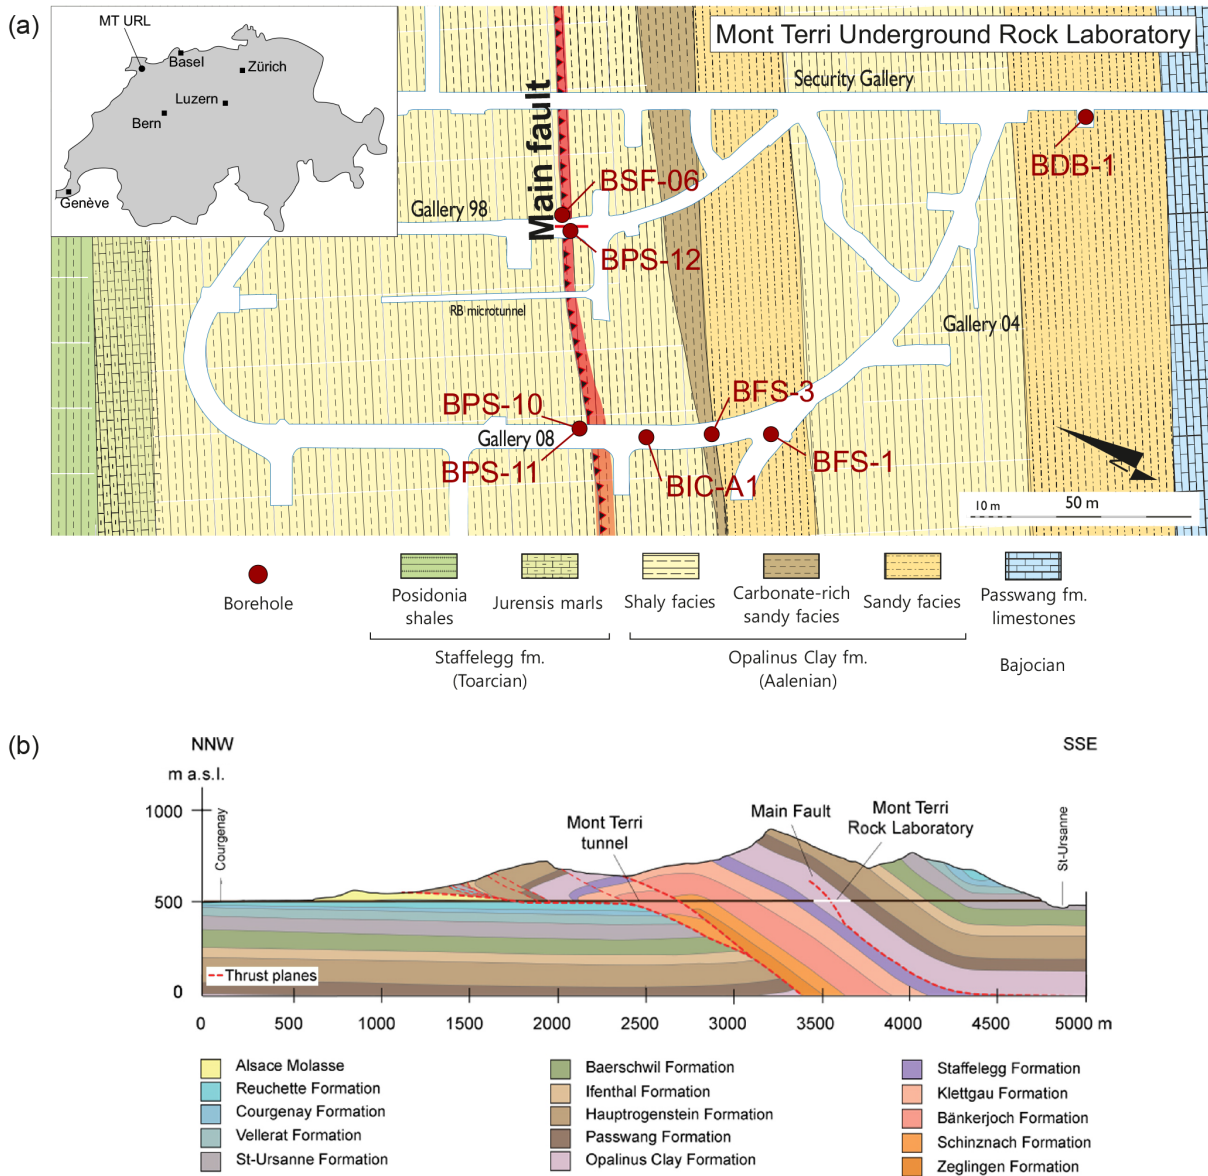 (a)
MT URL
Basel
Zürich
Luzern
Bern
Genève
Mont Terri Underground Rock Laboratory
Security Gallery
Main fault
BDB-1
BSF-06
Gallery 98
BPS-12
RB microtunnel
Gallery 04
BPS-10
BFS-3
Gallery 08
BPS-11
BIC-A1
BFS-1
N
10 m
50 m
Borehole
Posidonia
shales
Jurensis marls
Shaly facies
Carbonate-rich
sandy facies
Sandy facies
Passwang fm.
limestones
Staffelegg fm.
(Toarcian)
Opalinus Clay fm.
(Aalenian)
Bajocian
(b)
NNW
SSE
m a.s.l.
1000
500
0
Courgenay
Mont Terri
tunnel
Main Fault
Mont Terri
Rock Laboratory
St-Ursanne
Thrust planes
0 500 1000 1500 2000 2500 3000 3500 4000 4500 5000 m
Alsace Molasse
Reuchette Formation
Courgenay Formation
Vellerat Formation
St-Ursanne Formation
Baerschwil Formation
Ifenthal Formation
Hauptrogenstein Formation
Passwang Formation
Opalinus Clay Formation
Staffelegg Formation
Klettgau Formation
Bänkerjoch Formation
Schinznach Formation
Zeglingen Formation